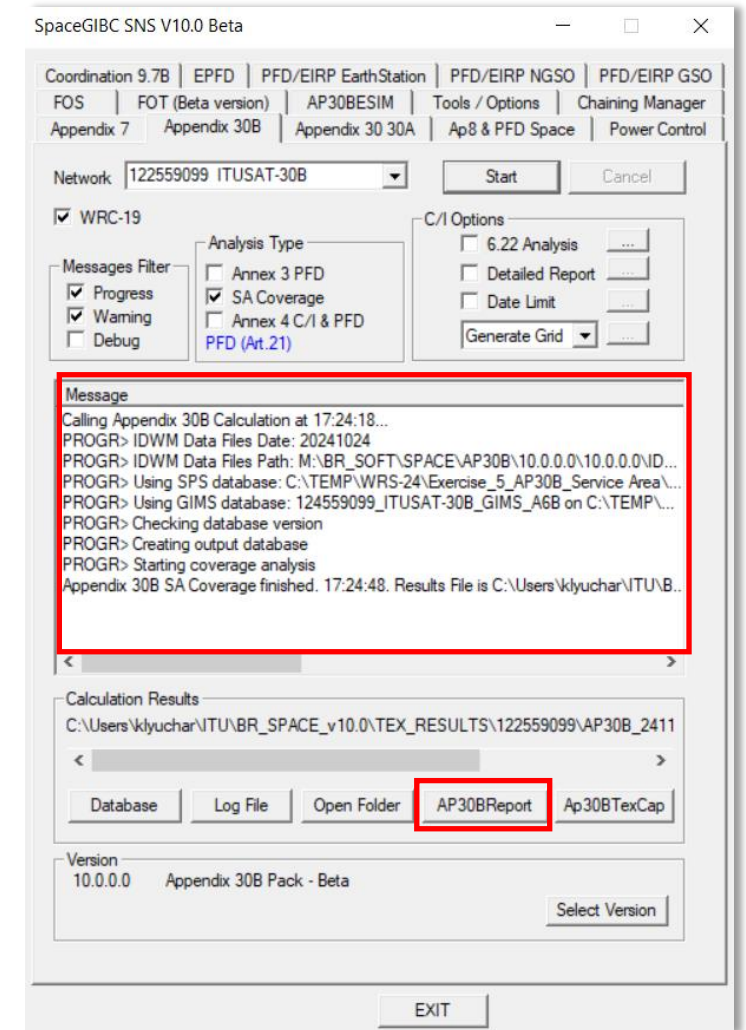 SpaceGIBC SNS V10.0 Beta
Coordination 9.7B EPFD PFD/EIRP EarthStation PFD/EIRP NGSO PFD/EIRP GSO
FOS FOT (Beta version) AP30BESIM Tools / Options Chaining Manager
Appendix 7 Appendix 30B Appendix 30 30A Ap8 & PFD Space Power Control
Network 122559099 ITUSAT-30B Start Cancel
WRC-19
Messages Filter
Progress
Warning
Debug
Analysis Type
Annex 3 PFD
SA Coverage
Annex 4 C/I & PFD
PFD (Art.21)
C/I Options
6.22 Analysis ...
Detailed Report ...
Date Limit ...
Generate Grid ...
Message
Calling Appendix 30B Calculation at 17:24:18...
PROGR> IDWM Data Files Date: 20241024
PROGR> IDWM Data Files Path: M:\BR_SOFT\SPACE\AP30B\10.0.0.0\10.0.0.0\ID...
PROGR> Using SPS database: C:\TEMP\WRS-24\Exercise_5_AP30B_Service Area\...
PROGR> Using GIMS database: 124559099_ITUSAT-30B_GIMS_A6B on C:\TEMP\...
PROGR> Checking database version
PROGR> Creating output database
PROGR> Starting coverage analysis
Appendix 30B SA Coverage finished. 17:24:48. Results File is C:\Users\klyuchar\ITU\B..
Calculation Results
C:\Users\klyuchar\ITU\BR_SPACE_v10.0\TEX_RESULTS\122559099\AP30B_2411
Database Log File Open Folder AP30BReport Ap30BTexCap
Version
10.0.0.0 Appendix 30B Pack - Beta
Select Version
EXIT